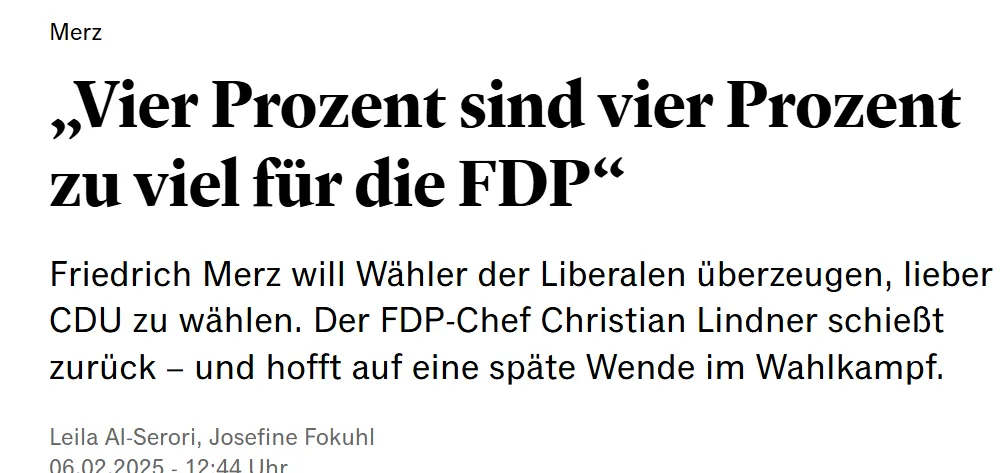 Merz
„Vier Prozent sind vier Prozent
zu viel für die FDP“
Friedrich Merz will Wähler der Liberalen überzeugen, lieber
CDU zu wählen. Der FDP-Chef Christian Lindner schießt
zurück – und hofft auf eine späte Wende im Wahlkampf.
Leila Al-Serori, Josefine Fokuhl
06.02.2025 - 12:44 Uhr